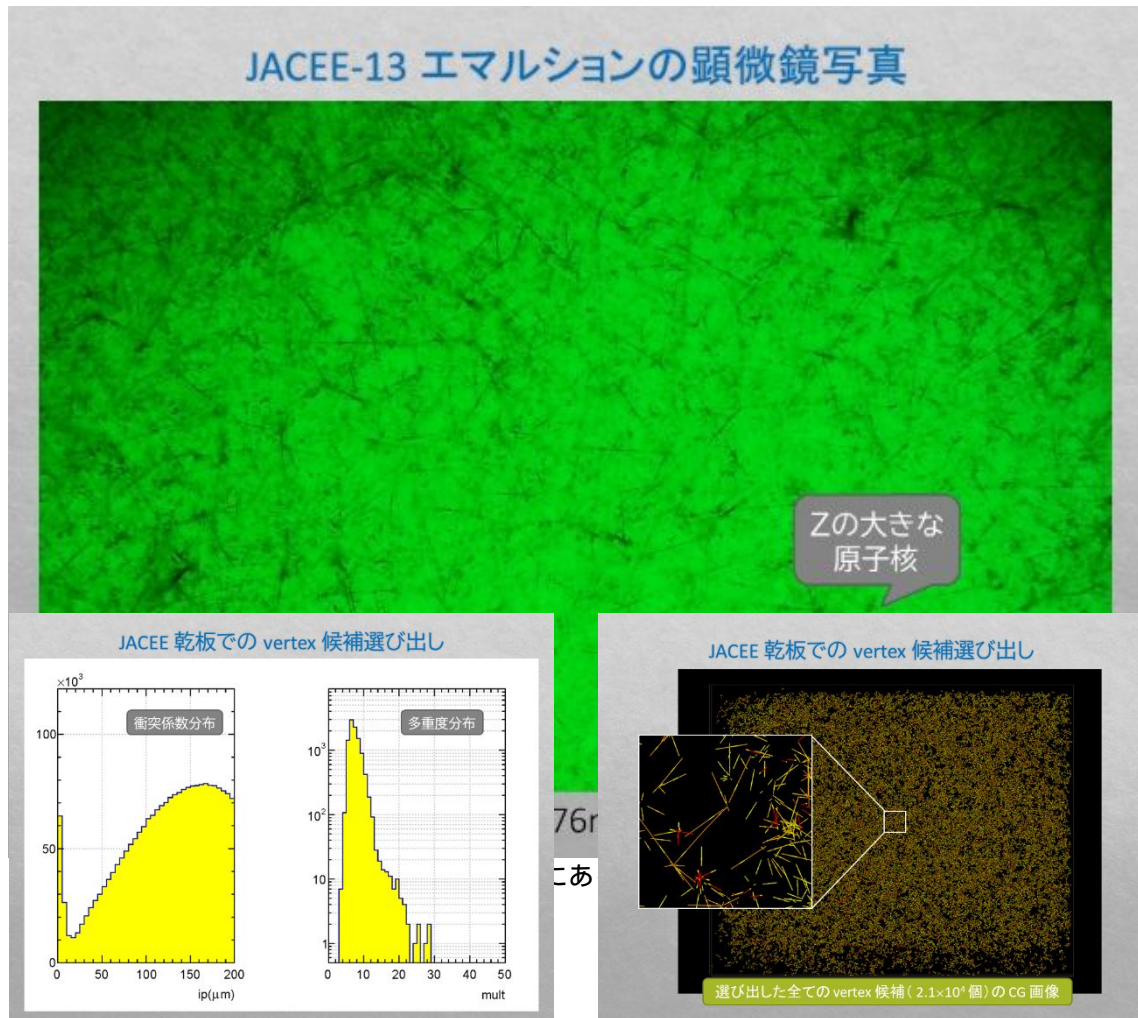 JACEE-13 エマルションの顕微鏡写真
Zの大きな
原子核
JACEE 乾板での vertex 候補選び出し
×10³
衝突係数分布
100
50
0
0 50 100 150 200
ip(μm)
多重度分布
10³
10²
10
1
0 10 20 30 40 50
mult
JACEE 乾板での vertex 候補選び出し
選び出した全ての vertex 候補( 2.1×10⁴ 個)の CG 画像